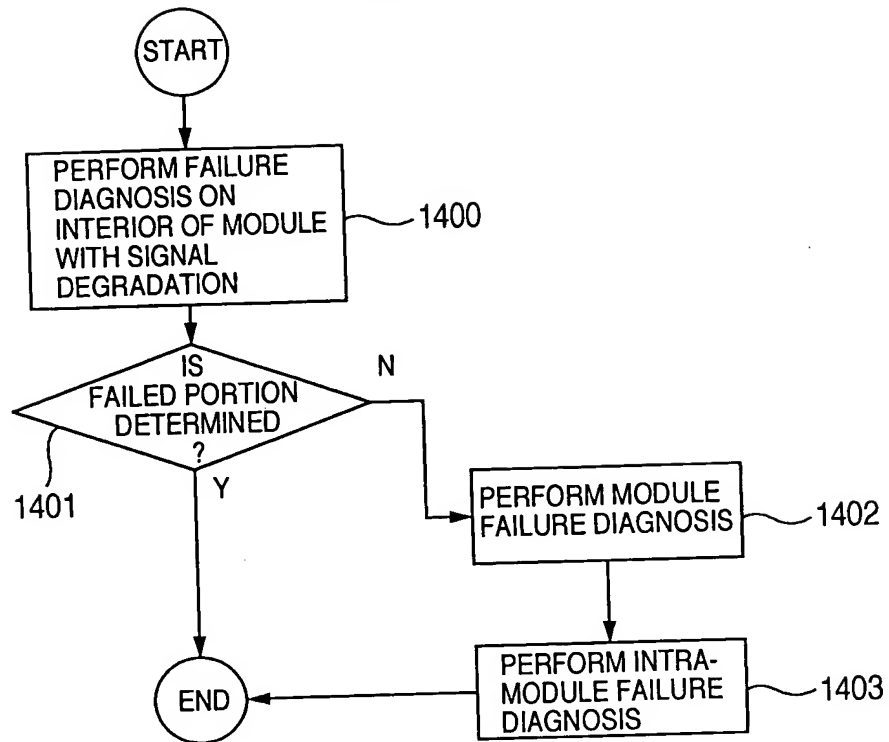 START
PERFORM FAILURE
DIAGNOSIS ON
INTERIOR OF MODULE
WITH SIGNAL
DEGRADATION
1400
IS
FAILED PORTION
DETERMINED
?
N
Y
1401
PERFORM MODULE
FAILURE DIAGNOSIS
1402
PERFORM INTRA-
MODULE FAILURE
DIAGNOSIS
1403
END